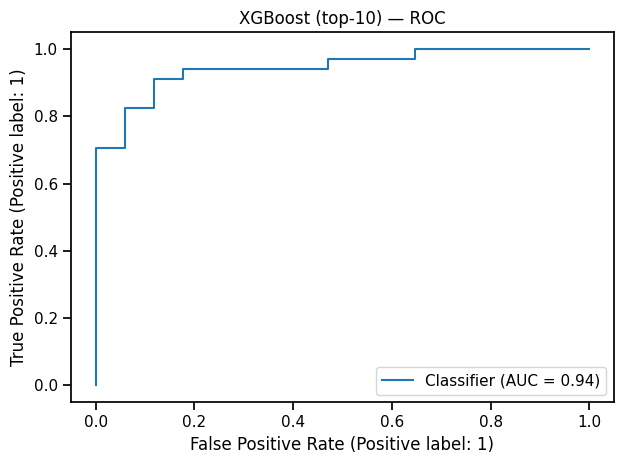 XGBoost (top-10) — ROC
True Positive Rate (Positive label: 1)
1.0
0.8
0.6
0.4
0.2
0.0
Classifier (AUC = 0.94)
0.0 0.2 0.4 0.6 0.8 1.0
False Positive Rate (Positive label: 1)